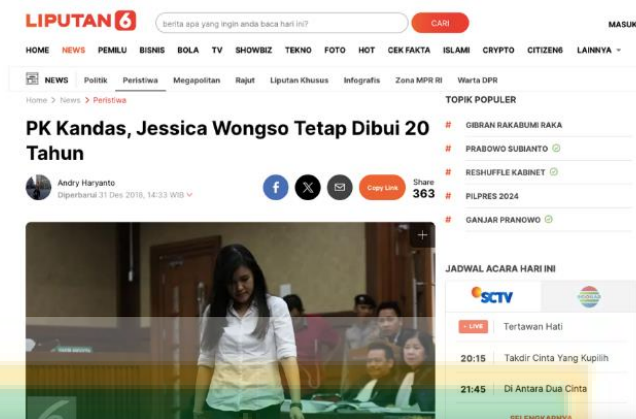 LIPUTAN 6
berita apa yang ingin anda baca hari ini?
CARI
MASUK
HOME NEWS PEMILU BISNIS BOLA TV SHOWBIZ TEKNO FOTO HOT CEK FAKTA ISLAMI CRYPTO CITIZEN6 LAINNYA
NEWS Politik Peristiwa Megapolitan Rajut Liputan Khusus Infografis Zona MPR RI Warta DPR
Home > News > Peristiwa
PK Kandas, Jessica Wongso Tetap Dibui 20
Tahun
Andry Haryanto
Diperbarui 31 Des 2018, 14:33 WIB
Copy Link
Share
363
TOPIK POPULER
# GIBRAN RAKABUMI RAKA
# PRABOWO SUBIANTO
# RESHUFFLE KABINET
# PILPRES 2024
# GANJAR PRANOWO
JADWAL ACARA HARI INI
SCTV
INDOSIAR
LIVE Tertawan Hati
20:15 Takdir Cinta Yang Kupilih
21:45 Di Antara Dua Cinta
SELENGKAPNYA